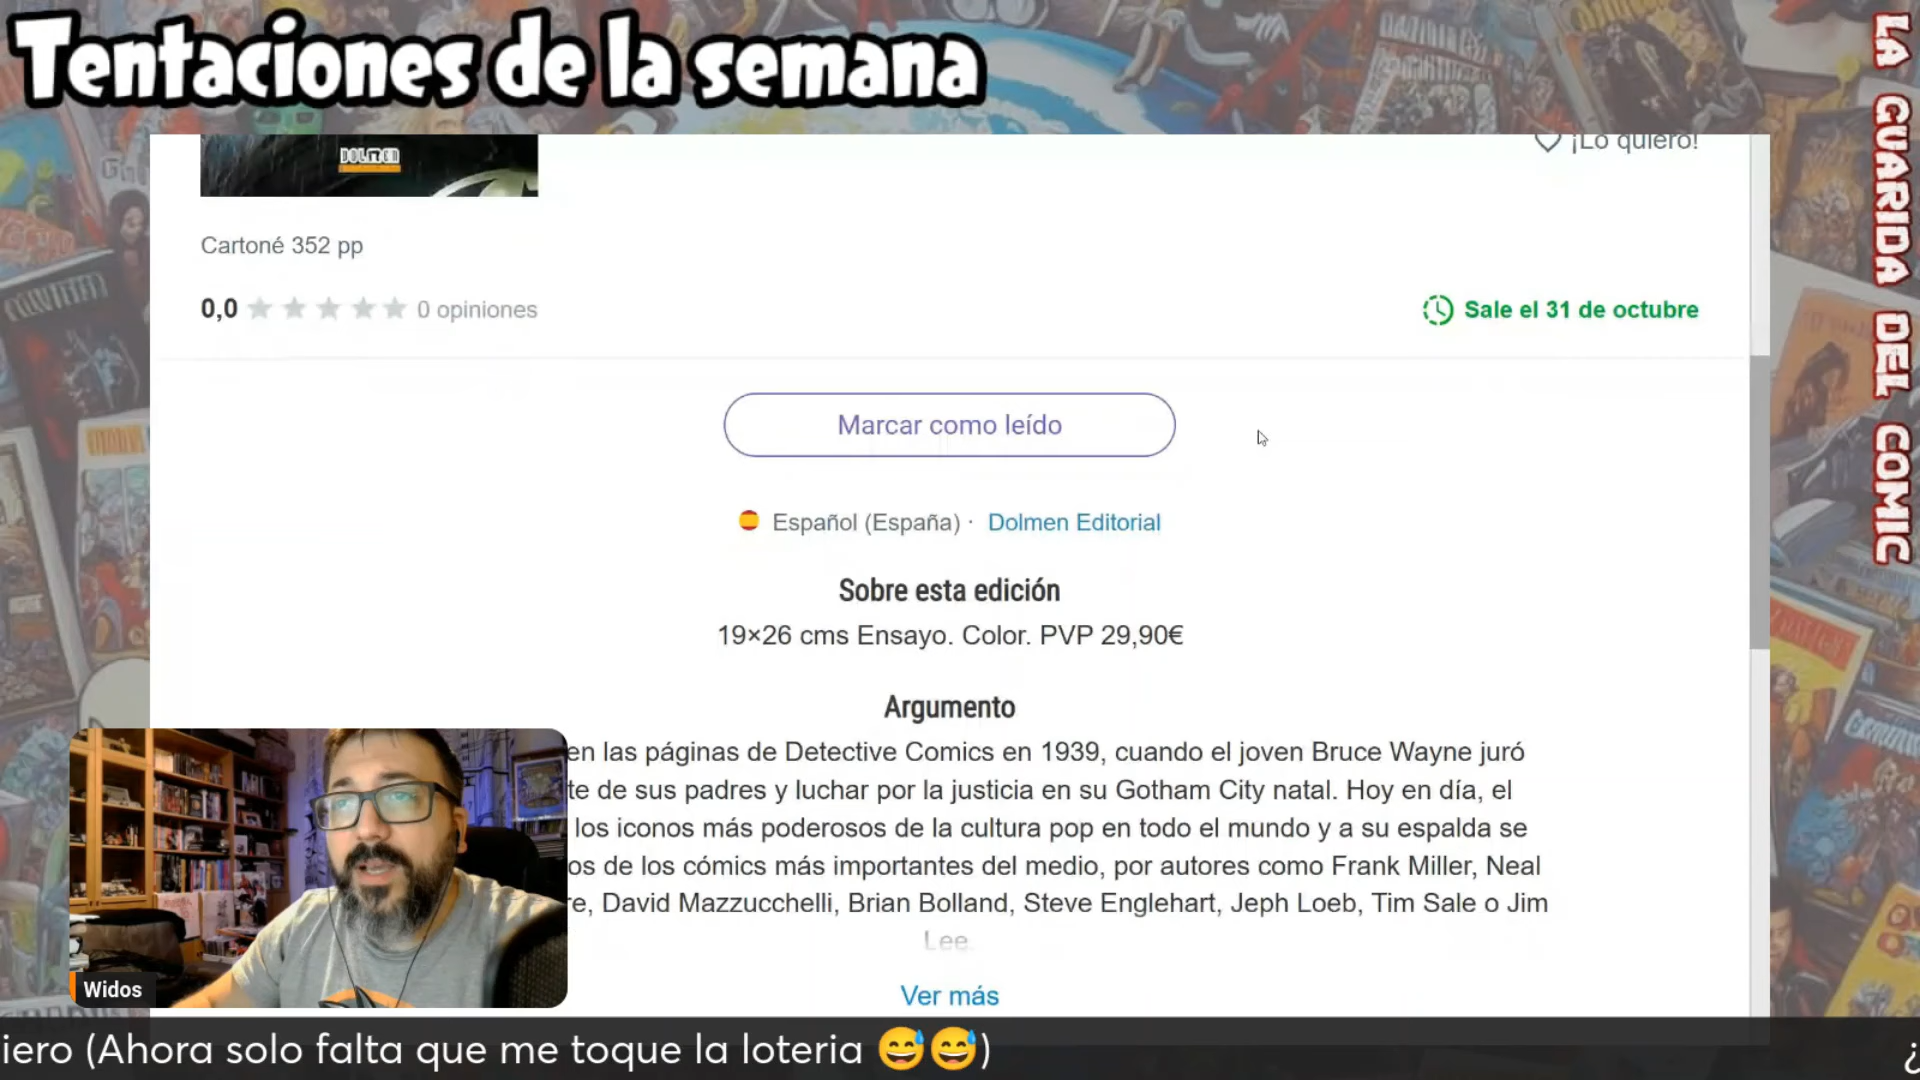 Tentaciones de la semana
LA GUARIDA DEL COMIC
DOLMEN
¡Lo quiero!
Cartoné 352 pp
0,0
0 opiniones
Sale el 31 de octubre
Marcar como leído
Español (España) · Dolmen Editorial
Sobre esta edición
19×26 cms Ensayo. Color. PVP 29,90€
Argumento
en las páginas de Detective Comics en 1939, cuando el joven Bruce Wayne juró
te de sus padres y luchar por la justicia en su Gotham City natal. Hoy en día, el
los iconos más poderosos de la cultura pop en todo el mundo y a su espalda se
os de los cómics más importantes del medio, por autores como Frank Miller, Neal
re, David Mazzucchelli, Brian Bolland, Steve Englehart, Jeph Loeb, Tim Sale o Jim
Lee.
Ver más
Widos
iero (Ahora solo falta que me toque la loteria 😅😅)
¿